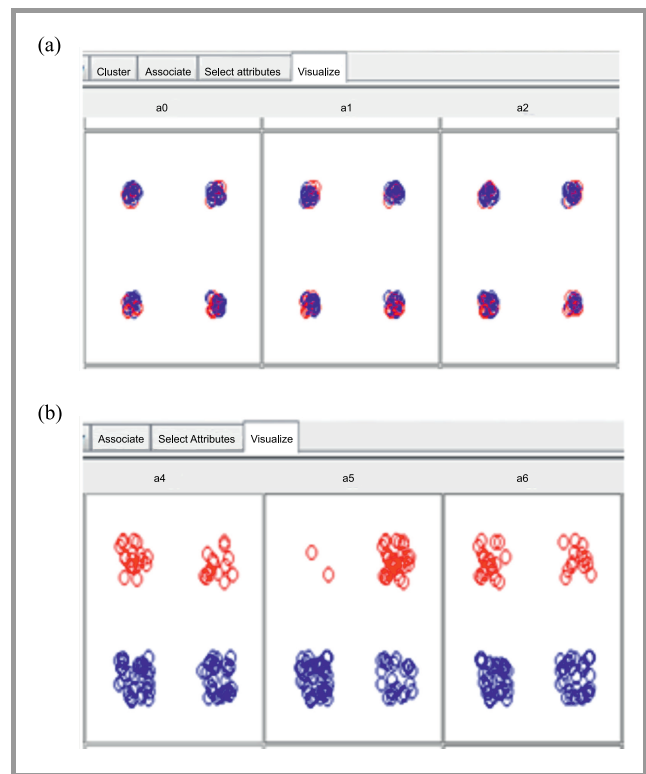 (a)
Cluster Associate Select attributes Visualize
a0 a1 a2
(b)
Associate Select Attributes Visualize
a4 a5 a6